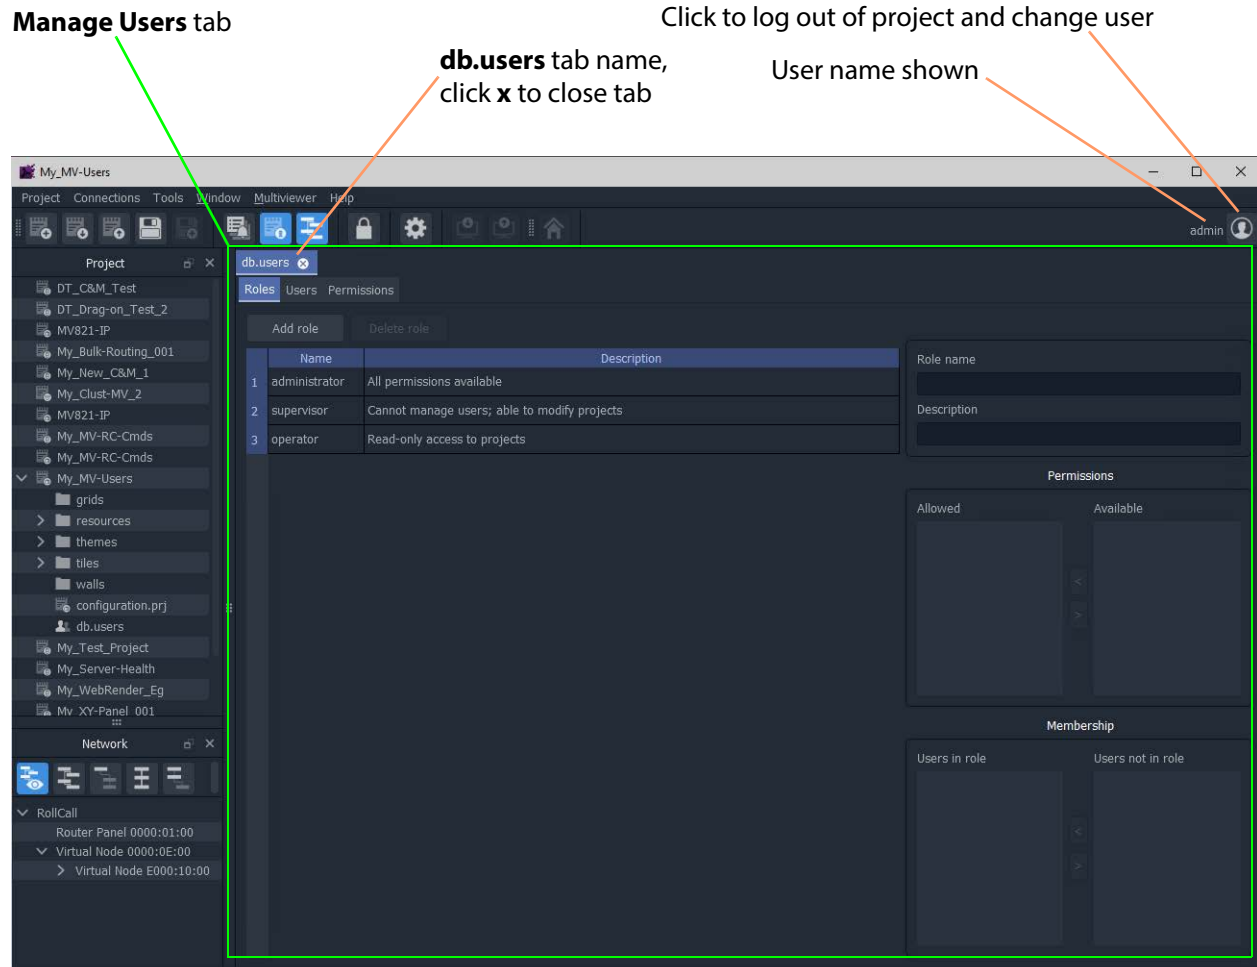 Manage Users tab
Click to log out of project and change user
db.users tab name,
click x to close tab
User name shown
My_MV-Users
Project Connections Tools Window Multiviewer Help
admin
Project
DT_C&M_Test
DT_Drag-on_Test_2
MV821-IP
My_Bulk-Routing_001
My_New_C&M_1
My_Clust-MV_2
MV821-IP
My_MV-RC-Cmds
My_MV-RC-Cmds
My_MV-Users
grids
resources
themes
tiles
walls
configuration.prj
db.users
My_Test_Project
My_Server-Health
My_WebRender_Eg
My_XY-Panel_001
Network
RollCall
Router Panel 0000:01:00
Virtual Node 0000:0E:00
Virtual Node E000:10:00
db.users
Roles Users Permissions
Add role Delete role
Name Description
1 administrator All permissions available
2 supervisor Cannot manage users; able to modify projects
3 operator Read-only access to projects
Role name
Description
Permissions
Allowed Available
<
>
Membership
Users in role Users not in role
<
>